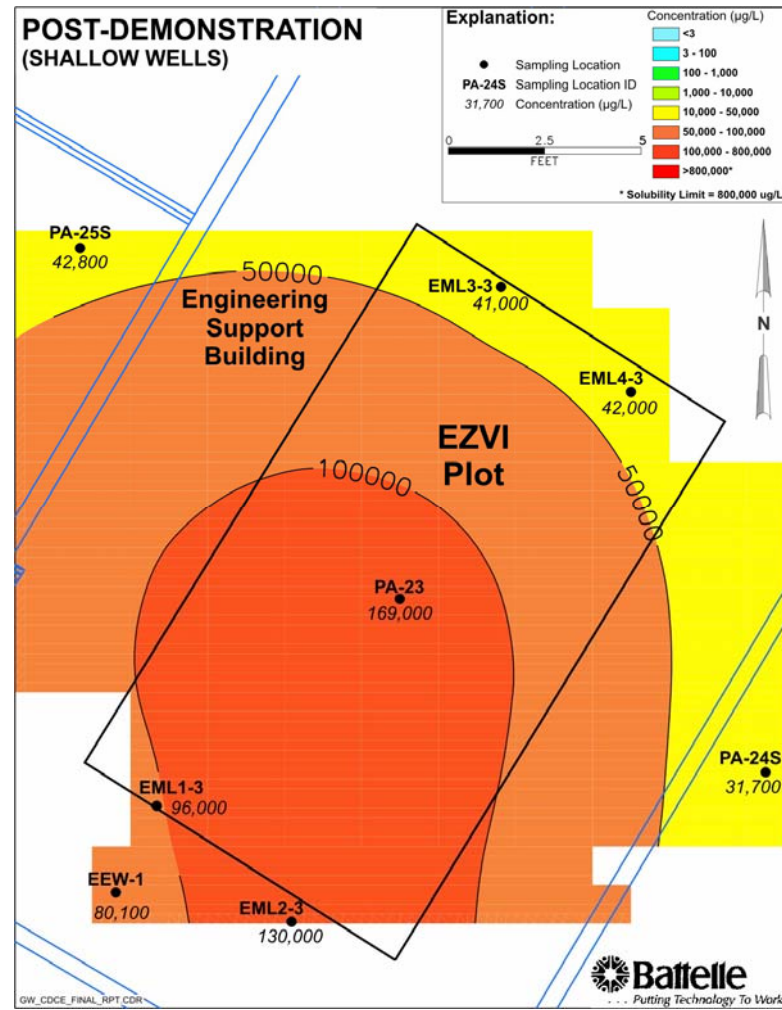 POST-DEMONSTRATION
(SHALLOW WELLS)
Explanation:
Sampling Location
PA-24S Sampling Location ID
31,700 Concentration (µg/L)
0 2.5 5
FEET
Concentration (µg/L)
<3
3 - 100
100 - 1,000
1,000 - 10,000
10,000 - 50,000
50,000 - 100,000
100,000 - 800,000
>800,000*
* Solubility Limit = 800,000 ug/L
N
PA-25S
42,800
50000
Engineering
Support
Building
EML3-3
41,000
EML4-3
42,000
EZVI
Plot
100000
50000
PA-23
169,000
PA-24S
31,700
EML1-3
96,000
EEW-1
80,100
EML2-3
130,000
Battelle
. . . Putting Technology To Work
GW_CDCE_FINAL_RPT.CDR